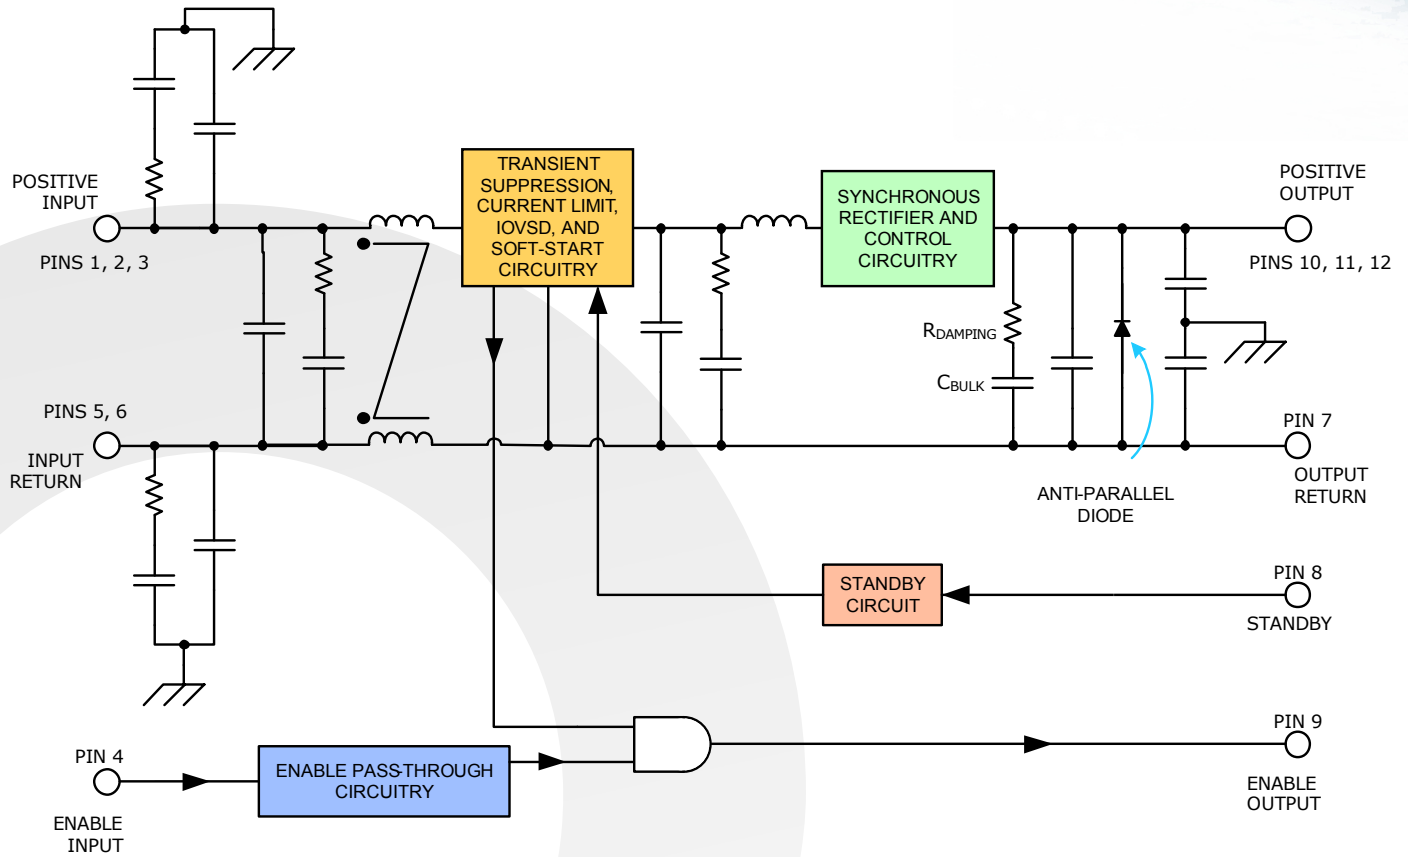 POSITIVE
INPUT
PINS 1, 2, 3
TRANSIENT
SUPPRESSION,
CURRENT LIMIT,
IOVSD, AND
SOFT-START
CIRCUITRY
SYNCHRONOUS
RECTIFIER AND
CONTROL
CIRCUITRY
POSITIVE
OUTPUT
PINS 10, 11, 12
RDAMPING
CBULK
PINS 5, 6
INPUT
RETURN
PIN 7
OUTPUT
RETURN
ANTI-PARALLEL
DIODE
STANDBY
CIRCUIT
PIN 8
STANDBY
PIN 4
ENABLE
INPUT
ENABLE PASS-THROUGH
CIRCUITRY
PIN 9
ENABLE
OUTPUT